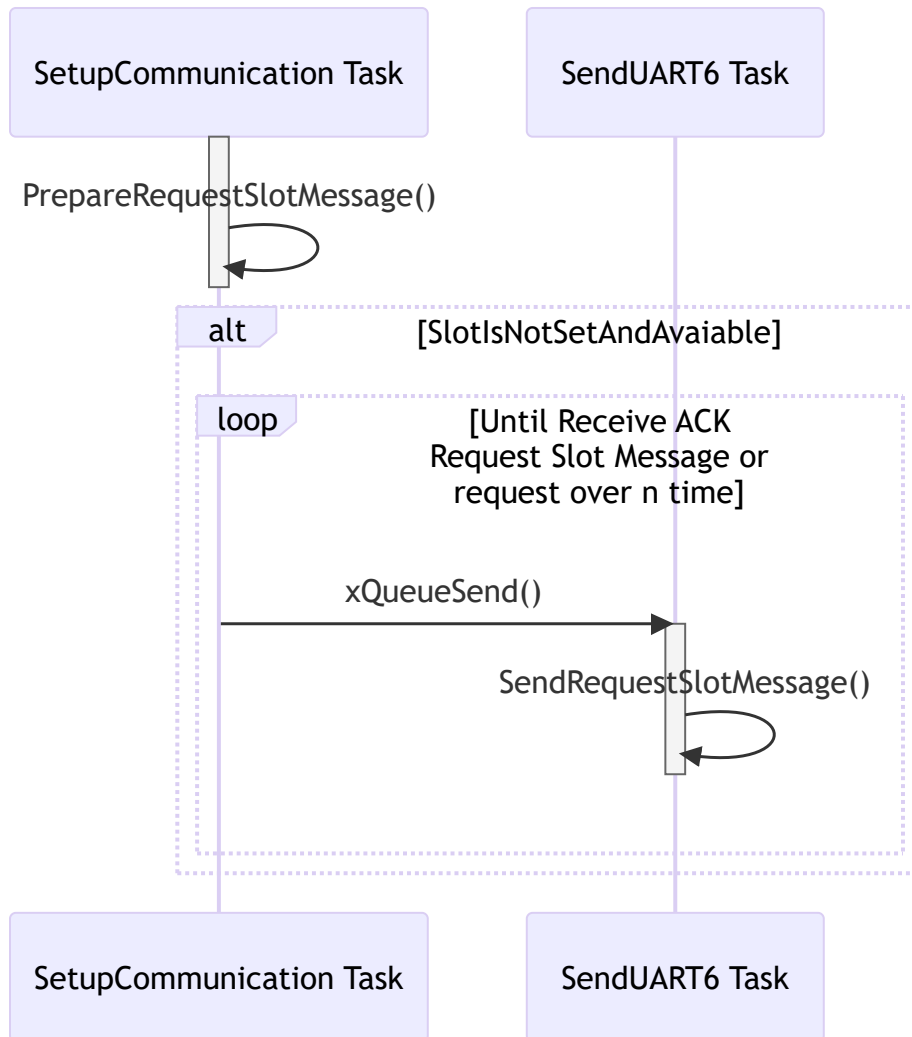 SetupCommunication Task
SendUART6 Task
PrepareRequestSlotMessage()
alt
[SlotIsNotSetAndAvaiable]
loop
[Until Receive ACK
Request Slot Message or
request over n time]
xQueueSend()
SendRequestSlotMessage()
SetupCommunication Task
SendUART6 Task